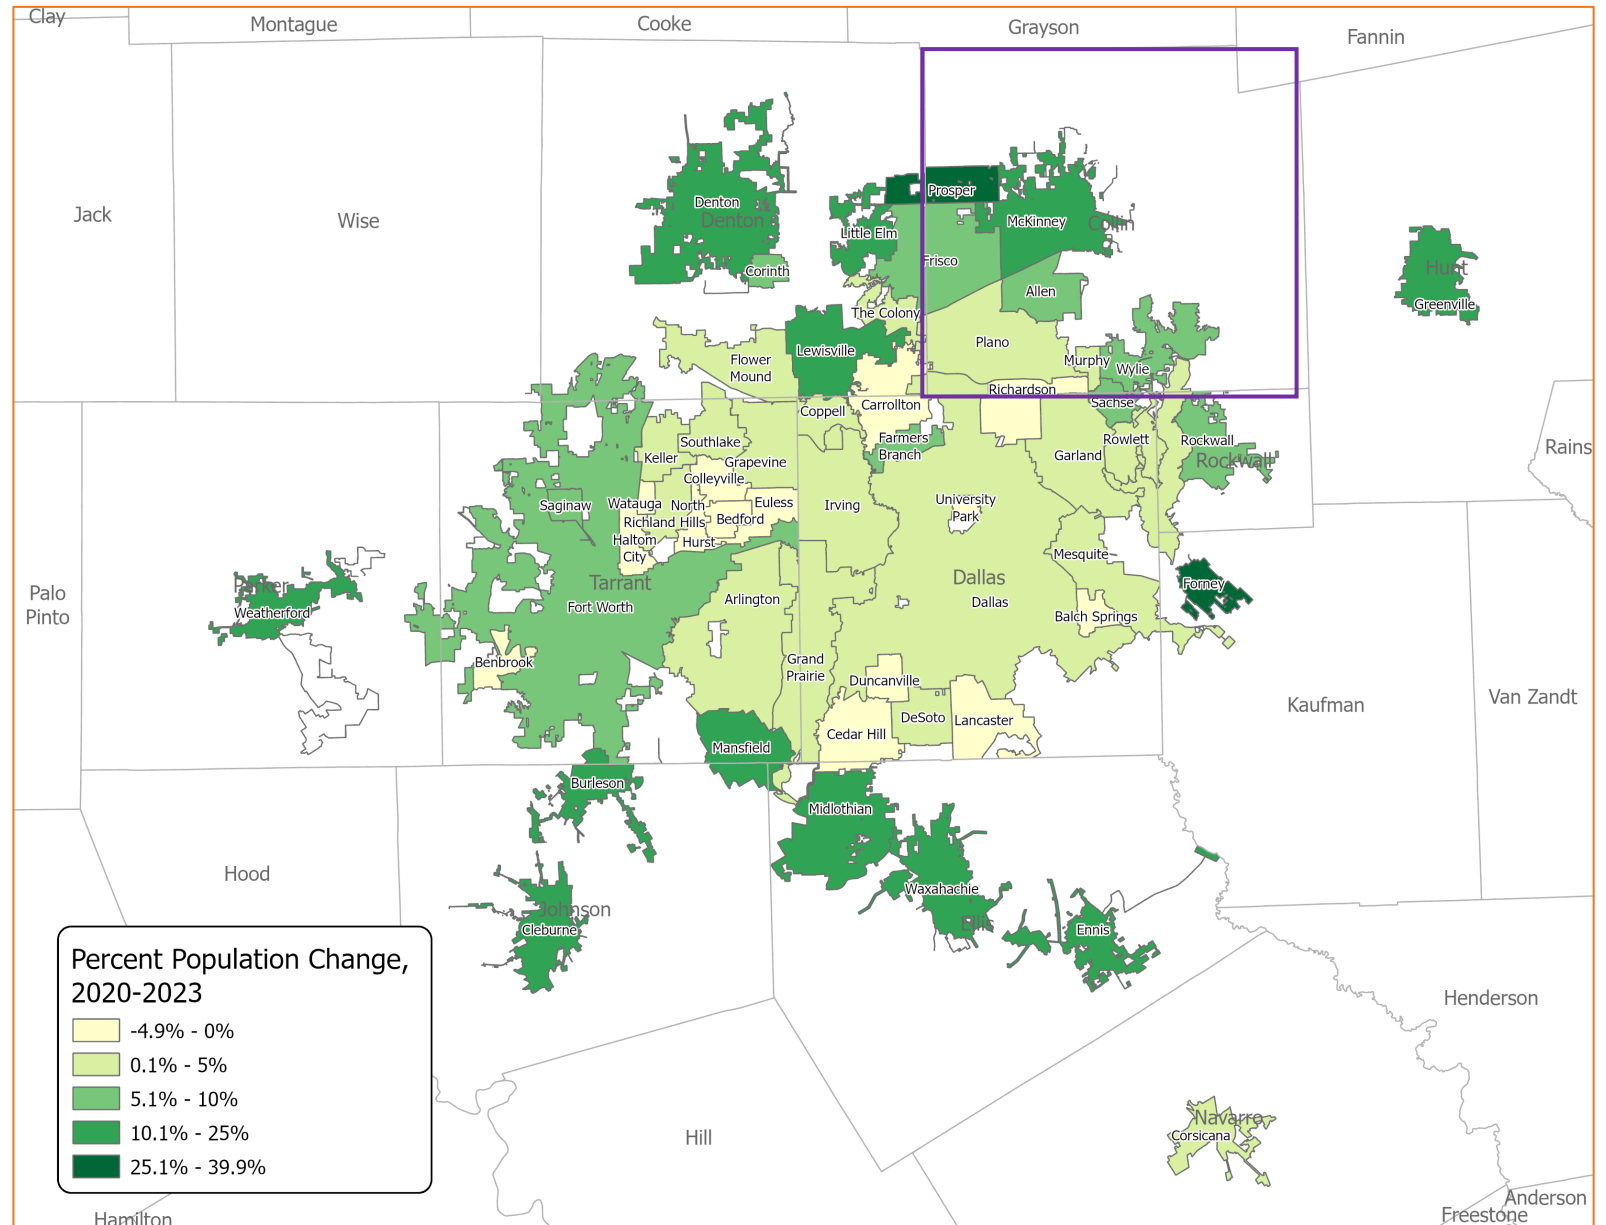 Clay
Montague
Cooke
Grayson
Fannin
Jack
Wise
Denton
Denton
Corinth
Little Elm
Prosper
McKinney
Collin
Frisco
Allen
Hunt
Greenville
The Colony
Lewisville
Flower
Mound
Plano
Murphy
Wylie
Richardson
Sachse
Carrollton
Coppell
Farmers
Branch
Southlake
Keller
Grapevine
Colleyville
Garland
Rowlett
Rockwall
Rockwall
Rains
Saginaw
Watauga
North
Richland Hills
Euless
Bedford
Hurst
Haltom
City
Irving
University
Park
Mesquite
Tarrant
Fort Worth
Dallas
Dallas
Arlington
Balch Springs
Forney
Parker
Weatherford
Palo
Pinto
Benbrook
Grand
Prairie
Duncanville
DeSoto
Lancaster
Cedar Hill
Kaufman
Van Zandt
Mansfield
Burleson
Midlothian
Hood
Johnson
Cleburne
Waxahachie
Ellis
Ennis
Henderson
Navarro
Corsicana
Hill
Hamilton
Anderson
Freestone
Percent Population Change,
2020-2023
-4.9% - 0%
0.1% - 5%
5.1% - 10%
10.1% - 25%
25.1% - 39.9%